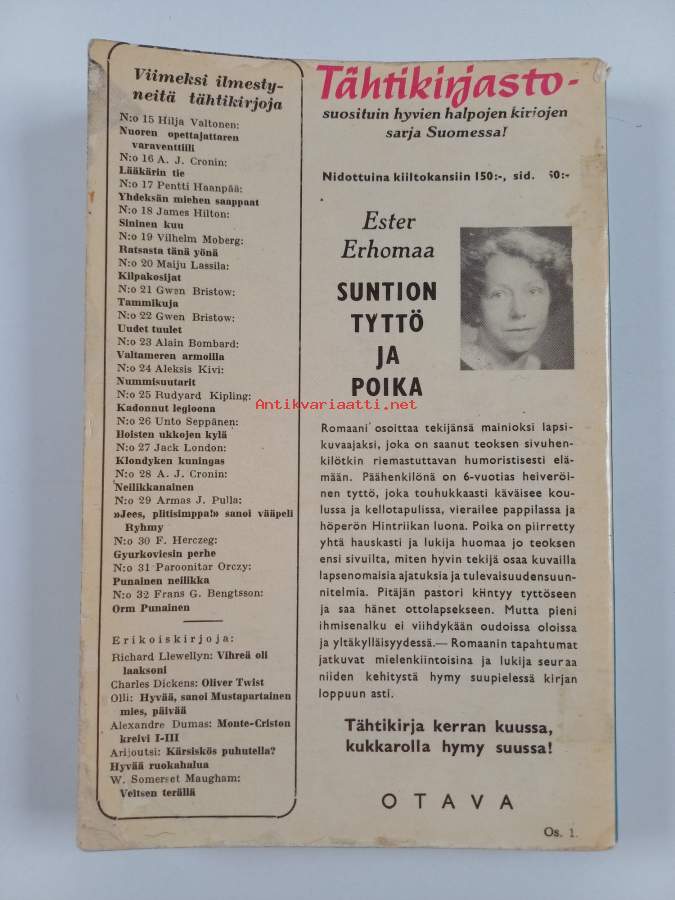 Viimeksi ilmesty-
neitä tähtikirjoja
N:o 15 Hilja Valtonen:
Nuoren opettajattaren
varaventtiili
N:o 16 A. J. Cronin:
Lääkärin tie
N:o 17 Pentti Haanpää:
Yhdeksän miehen saappaat
N:o 18 James Hilton:
Sininen kuu
N:o 19 Vilhelm Moberg:
Ratsasta tänä yönä
N:o 20 Maiju Lassila:
Kilpakosijat
N:o 21 Gwen Bristow:
Tammikuja
N:o 22 Gwen Bristow:
Uudet tuulet
N:o 23 Alain Bombard:
Valtameren armoilla
N:o 24 Aleksis Kivi:
Nummisuutarit
N:o 25 Rudyard Kipling:
Kadonnut legioona
N:o 26 Unto Seppänen:
Iloisten ukkojen kylä
N:o 27 Jack London:
Klondyken kuningas
N:o 28 A. J. Cronin:
Neilikkanainen
N:o 29 Armas J. Pulla:
»Jees, plitisimppa!» sanoi vääpeli
Ryhmy
N:o 30 F. Herczeg:
Gyurkoviesin perhe
N:o 31 Paroonitar Orczy:
Punainen neilikka
N:o 32 Frans G. Bengtsson:
Orm Punainen
Erikoiskirjoja:
Richard Llewellyn: Vihreä oli
laaksoni
Charles Dickens: Oliver Twist
Olli: Hyvää, sanoi Mustapartainen
mies, päivää
Alexandre Dumas: Monte-Criston
kreivi I-III
Arijoutsi: Kärsiskös puhutella?
Hyvää ruokahalua
W. Somerset Maugham:
Veitsen terällä
Tähtikirjasto-
suosituin hyvien halpojen kirjojen
sarja Suomessa!
Nidottuina kiiltokansiin 150:-, sid. 50:-
Ester
Erhomaa
SUNTION
TYTTÖ
JA
POIKA
Antikvariaatti.net
Romaani osoittaa tekijänsä mainioksi lapsi-
kuvaajaksi, joka on saanut teoksen sivuhen-
kilötkin riemastuttavan humoristisesti elä-
mään. Päähenkilönä on 6-vuotias heiveröi-
nen tyttö, joka touhukkaasti käväisee kou-
lussa ja kellotapulissa, vierailee pappilassa ja
höperön Hintriikan luona. Poika on piirretty
yhtä hauskasti ja lukija huomaa jo teoksen
ensi sivuilta, miten hyvin tekijä osaa kuvailla
lapsenomaisia ajatuksia ja tulevaisuudensuun-
nitelmia. Pitäjän pastori kiintyy tyttöseen
ja saa hänet ottolapsekseen. Mutta pieni
ihmisenalku ei viihdykään oudoissa oloissa
ja yltäkylläisyydessä.— Romaanin tapahtumat
jatkuvat mielenkiintoisina ja lukija seuraa
niiden kehitystä hymy suupielessä kirjan
loppuun asti.
Tähtikirja kerran kuussa,
kukkarolla hymy suussa!
OTAVA
Os. 1.